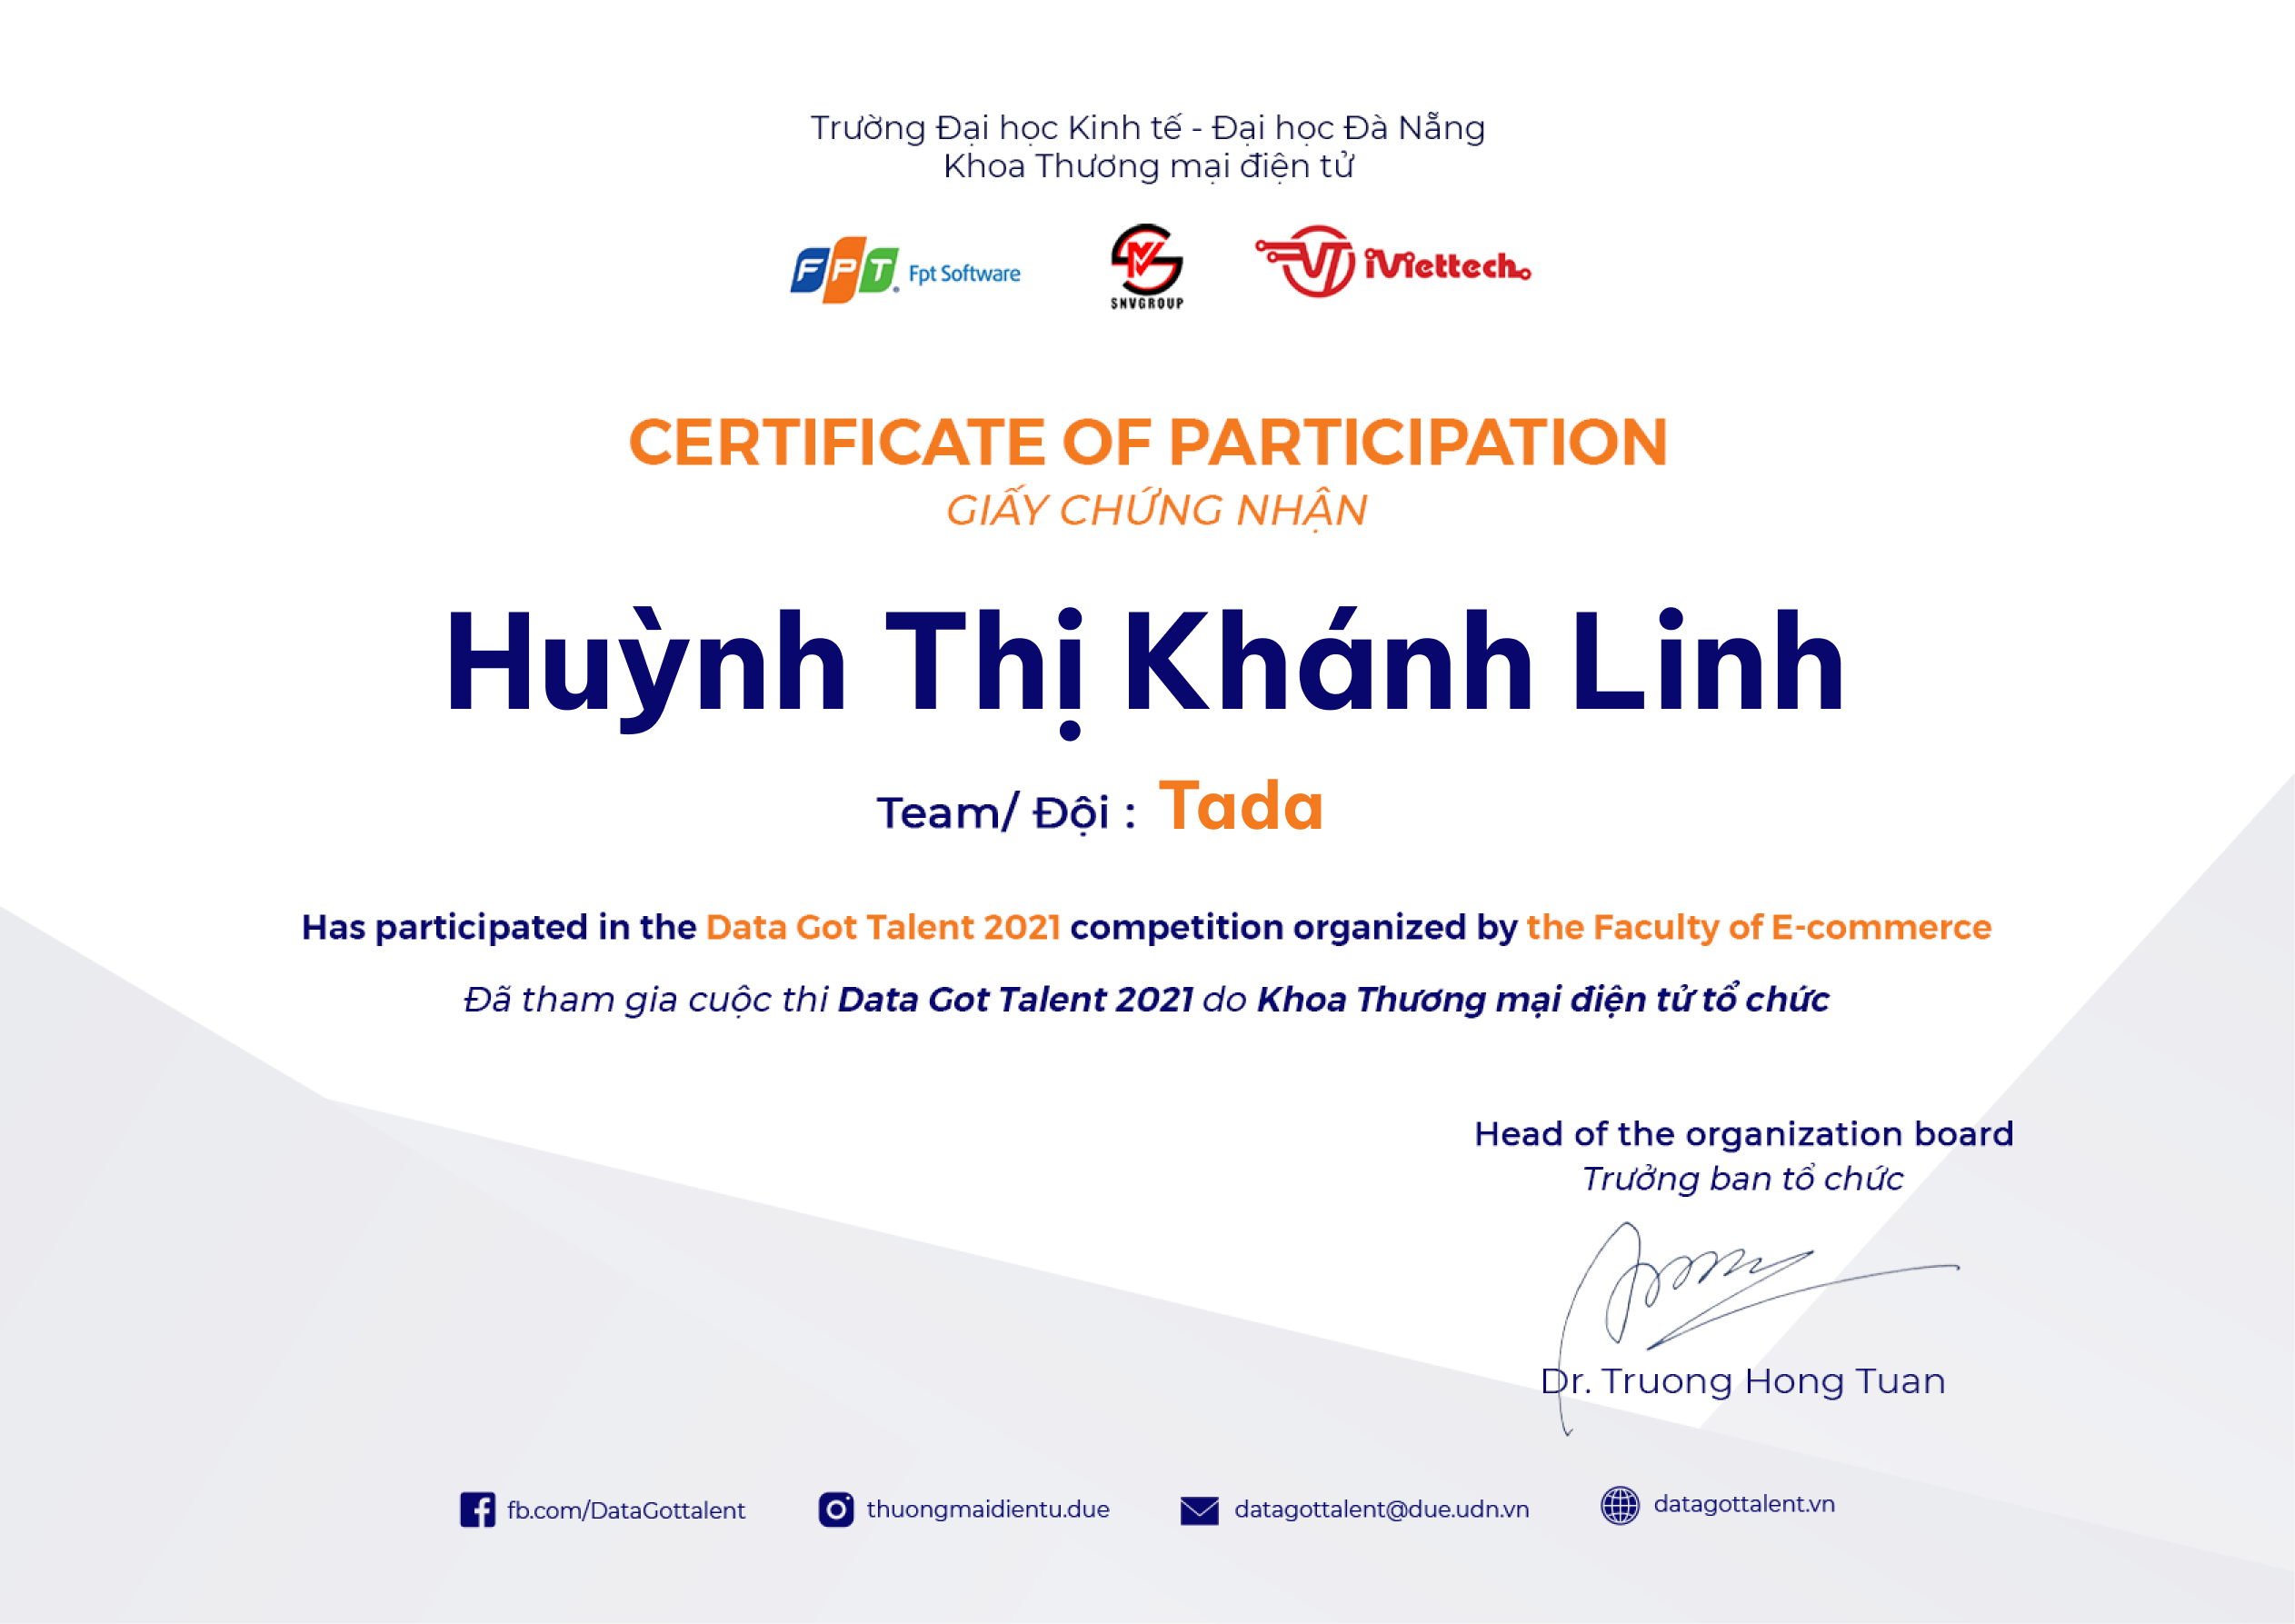 Trường Đại học Kinh tế - Đại học Đà Nẵng
Khoa Thương mại điện tử
FPT Fpt Software
SNVGROUP
VT iViettech
CERTIFICATE OF PARTICIPATION
GIẤY CHỨNG NHẬN
Huỳnh Thị Khánh Linh
Team/ Đội : Tada
Has participated in the Data Got Talent 2021 competition organized by the Faculty of E-commerce
Đã tham gia cuộc thi Data Got Talent 2021 do Khoa Thương mại điện tử tổ chức
Head of the organization board
Trưởng ban tổ chức
Dr. Truong Hong Tuan
fb.com/DataGottalent
thuongmaidientu.due
datagottalent@due.udn.vn
datagottalent.vn